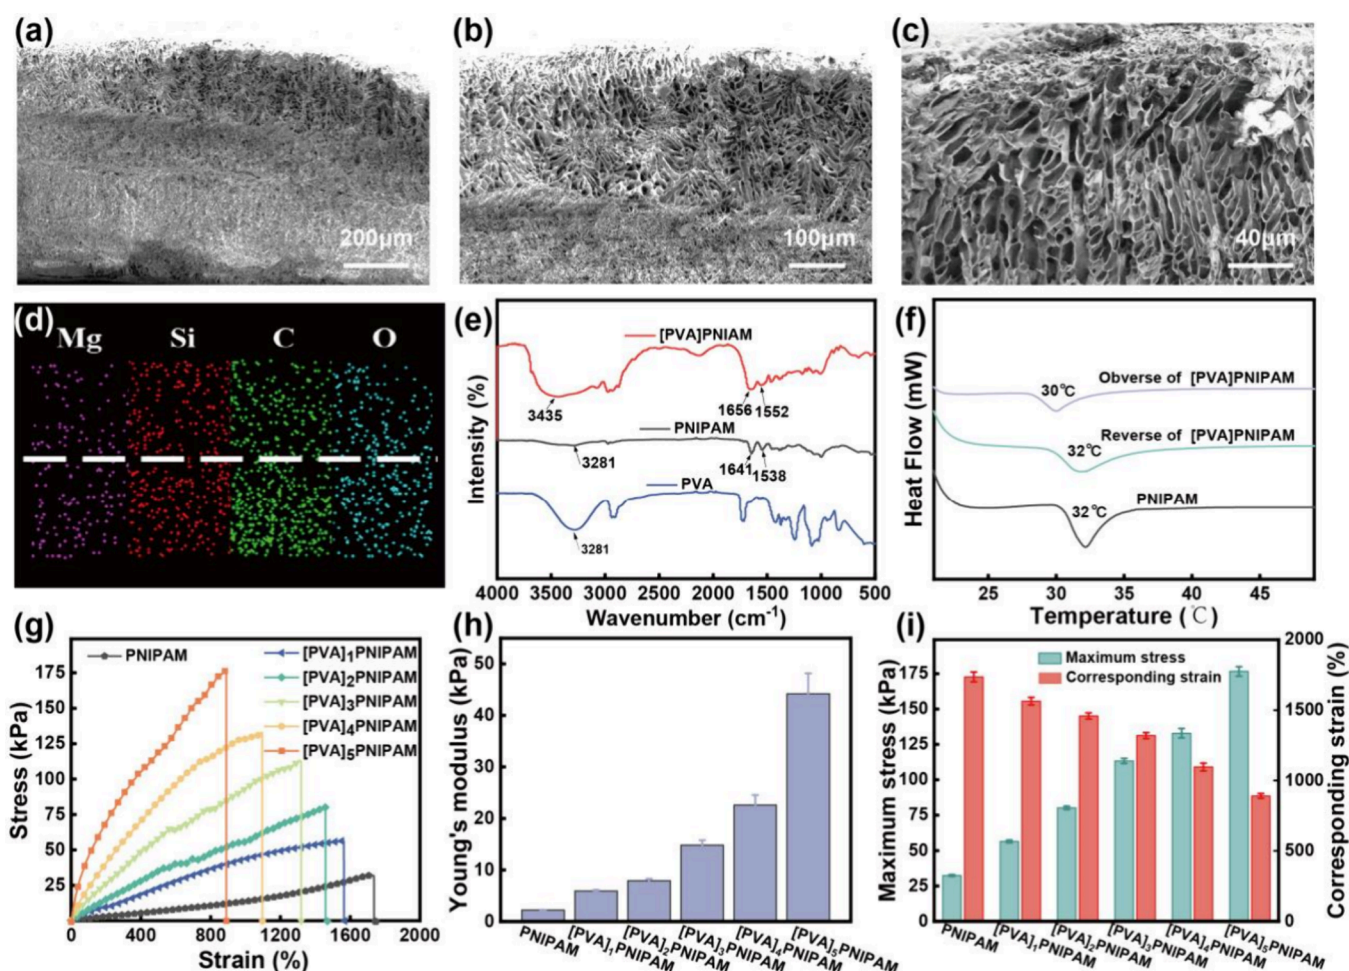 (a)
200μm
(b)
100μm
(c)
40μm
(d)
Mg Si C O
(e)
Intensity (%)
[PVA]PNIAM
3435
1656
1552
PNIPAM
3281
1641
1538
PVA
3281
4000 3500 3000 2500 2000 1500 1000 500
Wavenumber (cm⁻¹)
(f)
Heat Flow (mW)
30℃
Obverse of [PVA]PNIPAM
32℃
Reverse of [PVA]PNIPAM
32℃
PNIPAM
25 30 35 40 45
Temperature (℃)
(g)
Stress (kPa)
175
150
125
100
75
50
25
PNIPAM
[PVA]₁PNIPAM
[PVA]₂PNIPAM
[PVA]₃PNIPAM
[PVA]₄PNIPAM
[PVA]₅PNIPAM
0 400 800 1200 1600 2000
Strain (%)
(h)
Young's modulus (kPa)
50
40
30
20
10
0
PNIPAM
[PVA]₁PNIPAM
[PVA]₂PNIPAM
[PVA]₃PNIPAM
[PVA]₄PNIPAM
[PVA]₅PNIPAM
(i)
Maximum stress (kPa)
175
150
125
100
75
50
25
0
Maximum stress
Corresponding strain
2000
1500
1000
500
0
Corresponding strain (%)
PNIPAM
[PVA]₁PNIPAM
[PVA]₂PNIPAM
[PVA]₃PNIPAM
[PVA]₄PNIPAM
[PVA]₅PNIPAM